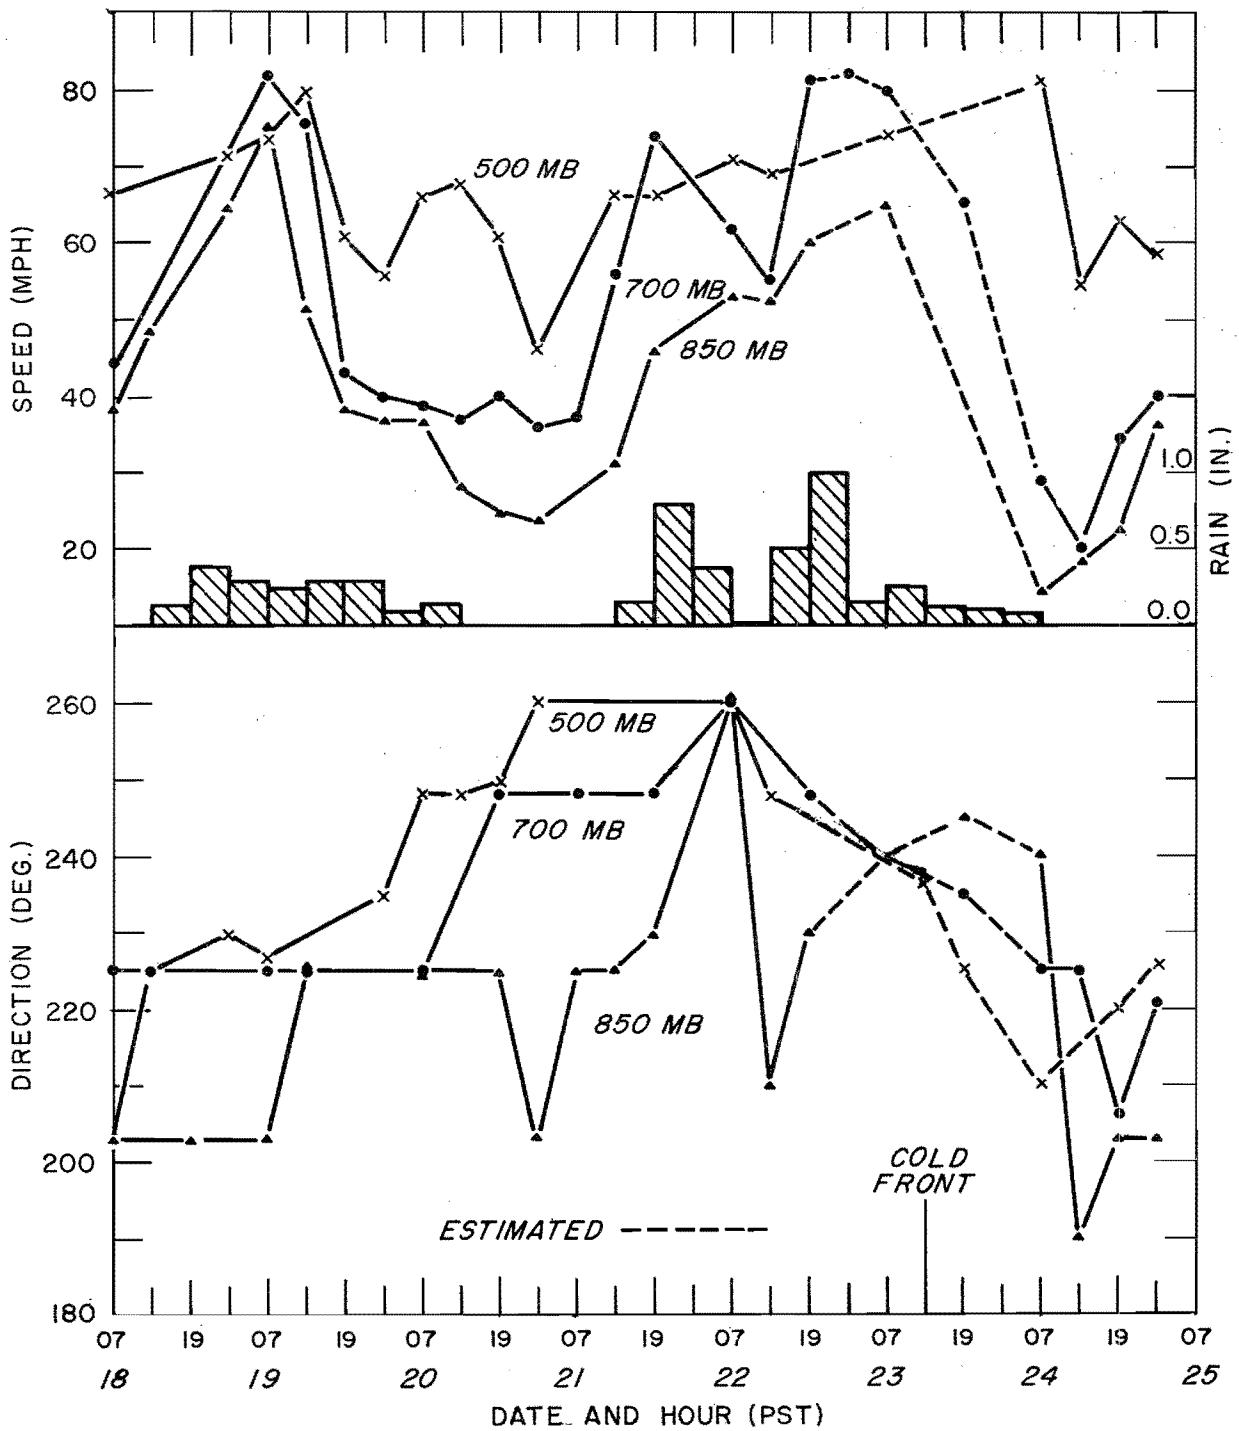 80
60
40
20
SPEED (MPH)
500 MB
700 MB
850 MB
1.0
0.5
0.0
RAIN (IN.)
260
240
220
200
180
DIRECTION (DEG.)
500 MB
700 MB
850 MB
COLD
FRONT
ESTIMATED
07 19 07 19 07 19 07 19 07 19 07 19 07 19 07
18 19 20 21 22 23 24 25
DATE AND HOUR (PST)